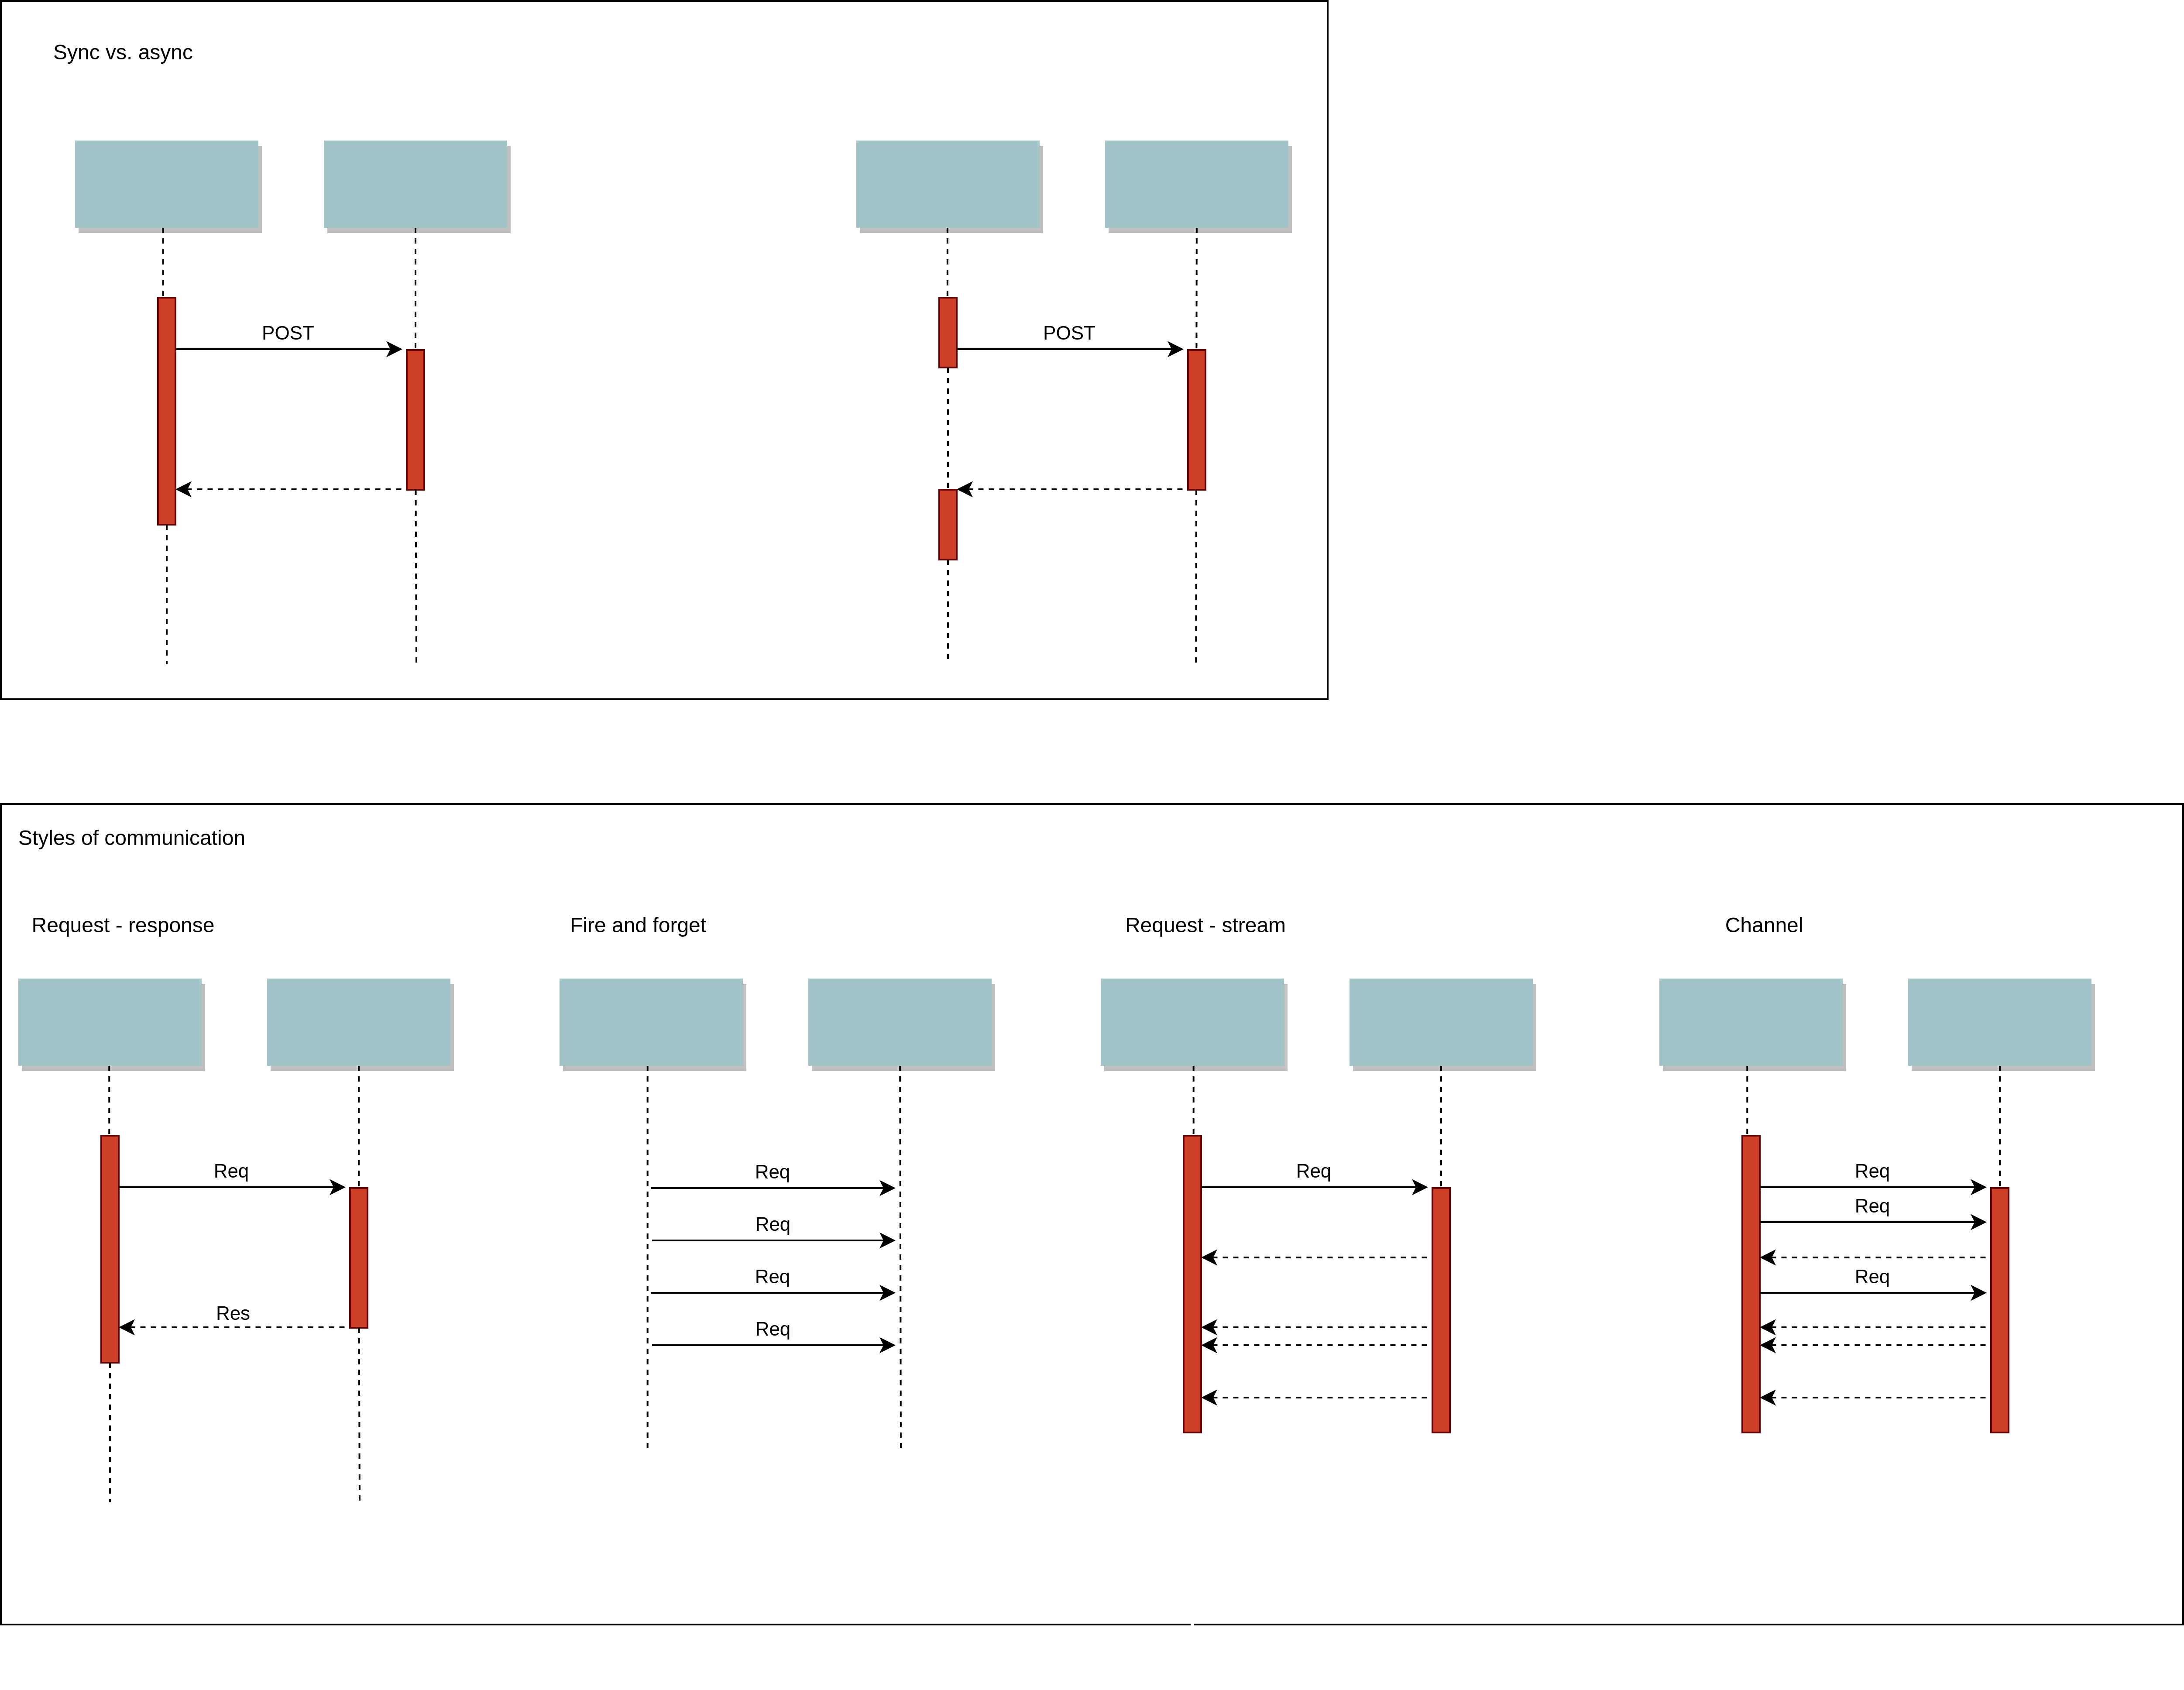 Sync vs. async
POST
POST
Styles of communication
Request - response
Fire and forget
Request - stream
Channel
Req
Res
Req
Req
Req
Req
Req
Req
Req
Req